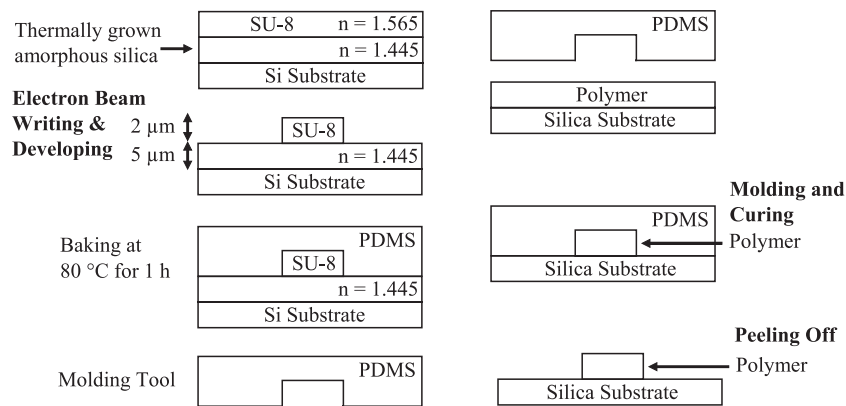 Thermally grown
amorphous silica
SU-8 n = 1.565
n = 1.445
Si Substrate
Electron Beam
Writing &
Developing
2 µm
5 µm
SU-8
n = 1.445
Si Substrate
Baking at
80 °C for 1 h
PDMS
SU-8
n = 1.445
Si Substrate
Molding Tool
PDMS
PDMS
Polymer
Silica Substrate
Molding and
Curing
Polymer
PDMS
Silica Substrate
Peeling Off
Polymer
Silica Substrate